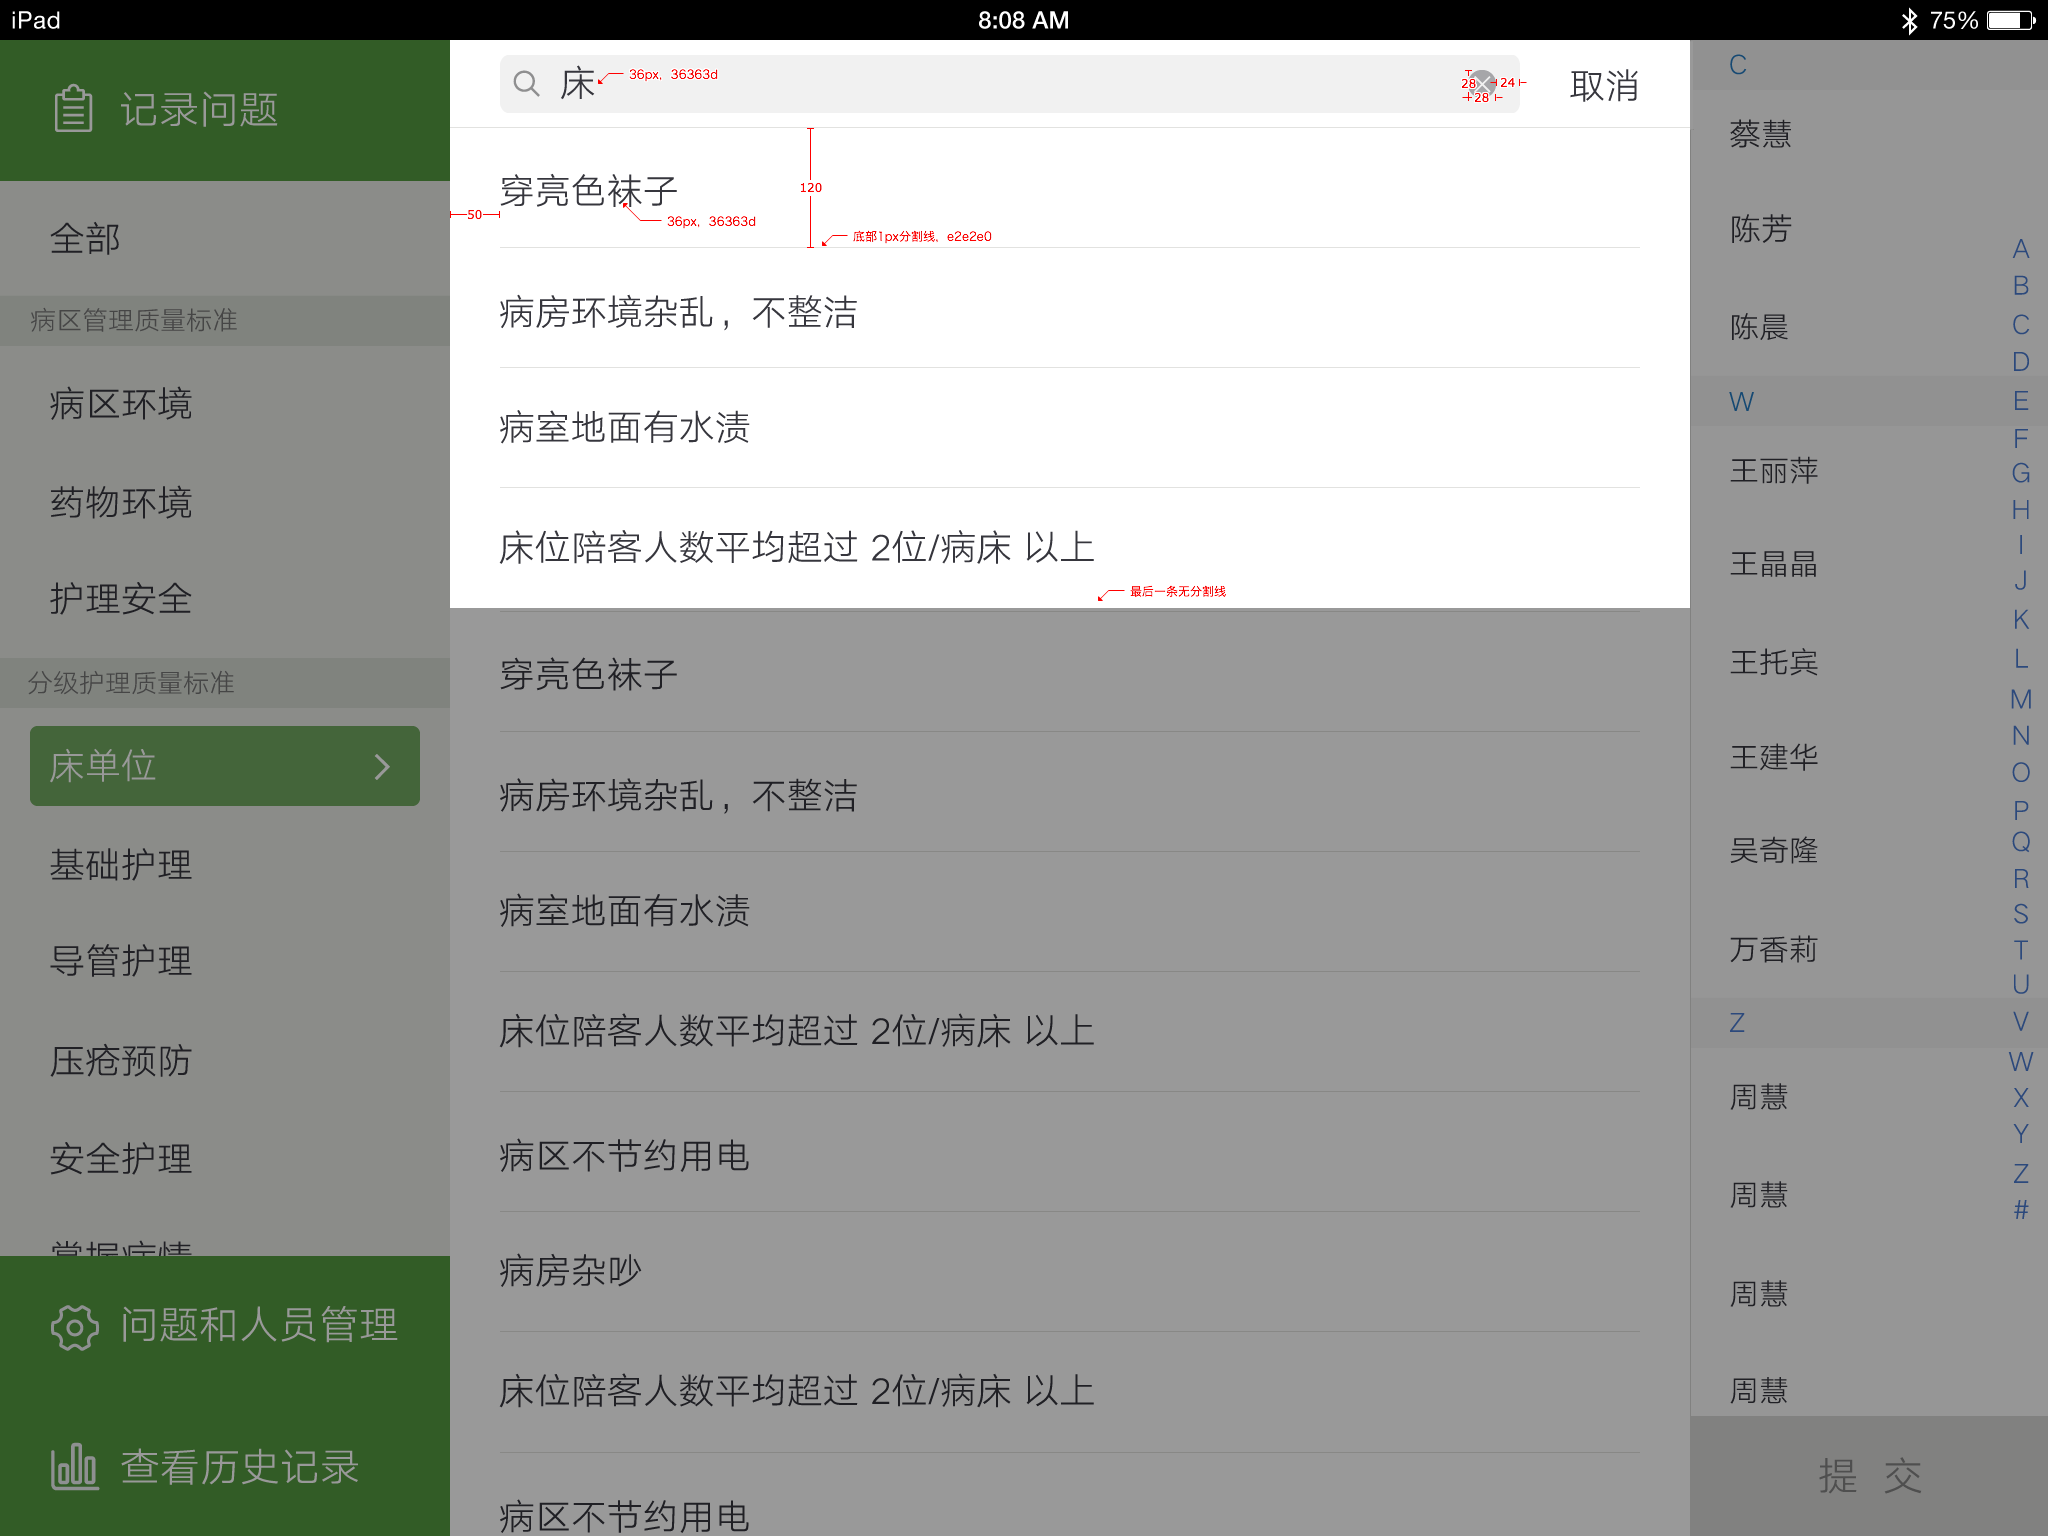 iPad
8:08 AM
75%
记录问题
全部
病区管理质量标准
病区环境
药物环境
护理安全
分级护理质量标准
床单位
基础护理
导管护理
压疮预防
安全护理
掌握病情
问题和人员管理
查看历史记录
床
36px，36363d
28
24
28
取消
穿亮色袜子
120
50
36px，36363d
底部1px分割线，e2e2e0
病房环境杂乱，不整洁
病室地面有水渍
床位陪客人数平均超过 2位/病床 以上
最后一条无分割线
穿亮色袜子
病房环境杂乱，不整洁
病室地面有水渍
床位陪客人数平均超过 2位/病床 以上
病区不节约用电
病房杂吵
床位陪客人数平均超过 2位/病床 以上
病区不节约用电
C
蔡慧
陈芳
陈晨
W
王丽萍
王晶晶
王托宾
王建华
吴奇隆
万香莉
Z
周慧
周慧
周慧
周慧
提 交
A
B
C
D
E
F
G
H
I
J
K
L
M
N
O
P
Q
R
S
T
U
V
W
X
Y
Z
#